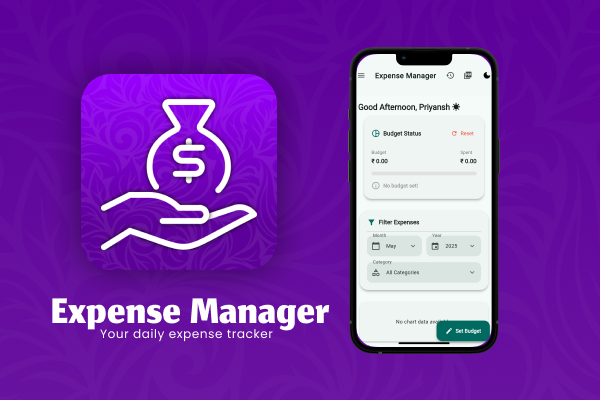 $
Expense Manager
Your daily expense tracker
Expense Manager
Good Afternoon, Priyansh
Budget Status
Reset
Budget
Spent
₹ 0.00
₹ 0.00
No budget set!
Filter Expenses
Month
Year
May
2025
Category
All Categories
No chart data
Set Budget